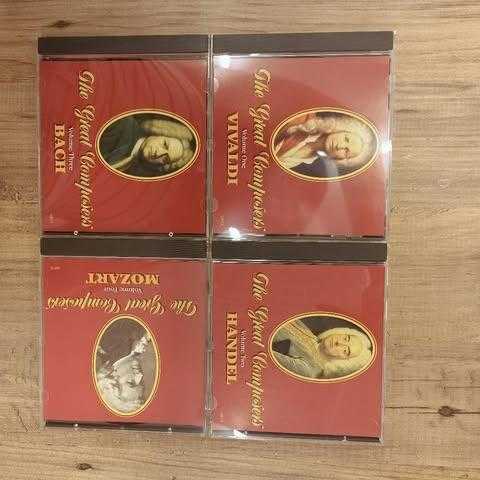 The Great Composers
Volume Three
BACH
The Great Composers
Volume One
VIVALDI
The Great Composers
Volume Four
MOZART
The Great Composers
Volume Two
HANDEL